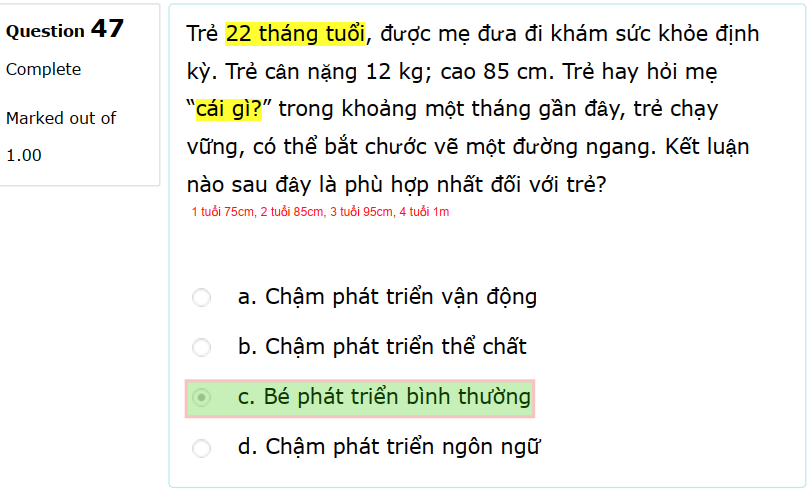 Question 47
Complete
Marked out of
1.00
Trẻ 22 tháng tuổi, được mẹ đưa đi khám sức khỏe định
kỳ. Trẻ cân nặng 12 kg; cao 85 cm. Trẻ hay hỏi mẹ
“cái gì?” trong khoảng một tháng gần đây, trẻ chạy
vững, có thể bắt chước vẽ một đường ngang. Kết luận
nào sau đây là phù hợp nhất đối với trẻ?
1 tuổi 75cm, 2 tuổi 85cm, 3 tuổi 95cm, 4 tuổi 1m
a. Chậm phát triển vận động
b. Chậm phát triển thể chất
c. Bé phát triển bình thường
d. Chậm phát triển ngôn ngữ